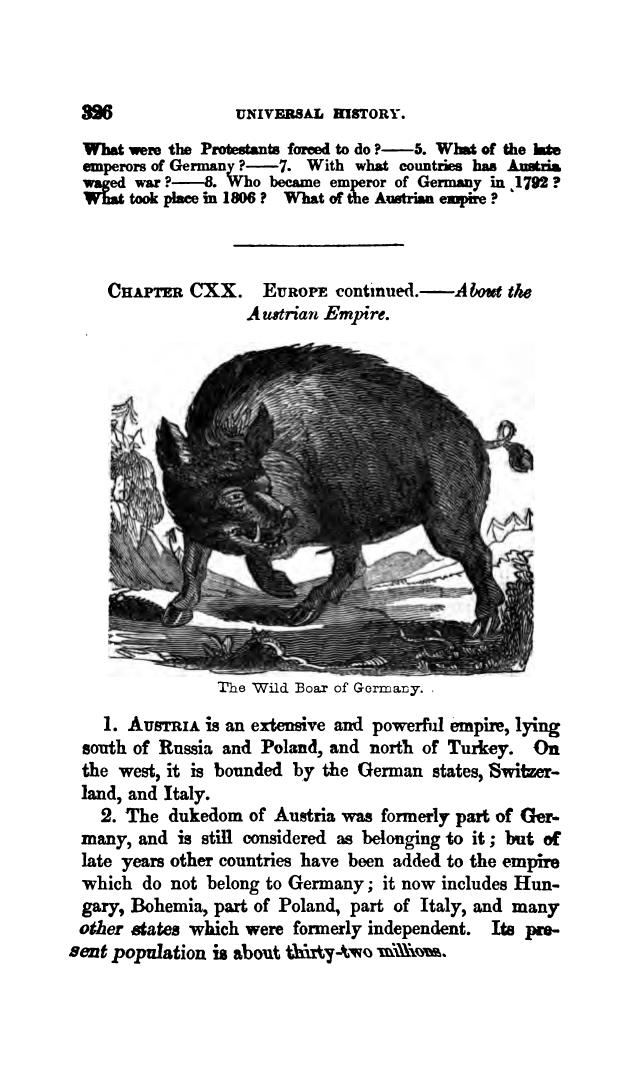 326 UNIVERSAL HISTORY.
What were the Protestants forced to do?——5. What of the late
emperors of Germany?——7. With what countries has Austria
waged war?——8. Who became emperor of Germany in 1792?
What took place in 1806? What of the Austrian empire?
CHAPTER CXX. EUROPE continued.——About the
Austrian Empire.
The Wild Boar of Germany.
1. AUSTRIA is an extensive and powerful empire, lying
south of Russia and Poland, and north of Turkey. On
the west, it is bounded by the German states, Switzer-
land, and Italy.
2. The dukedom of Austria was formerly part of Ger-
many, and is still considered as belonging to it; but of
late years other countries have been added to the empire
which do not belong to Germany; it now includes Hun-
gary, Bohemia, part of Poland, part of Italy, and many
other states which were formerly independent. Its pre-
sent population is about thirty-two millions.